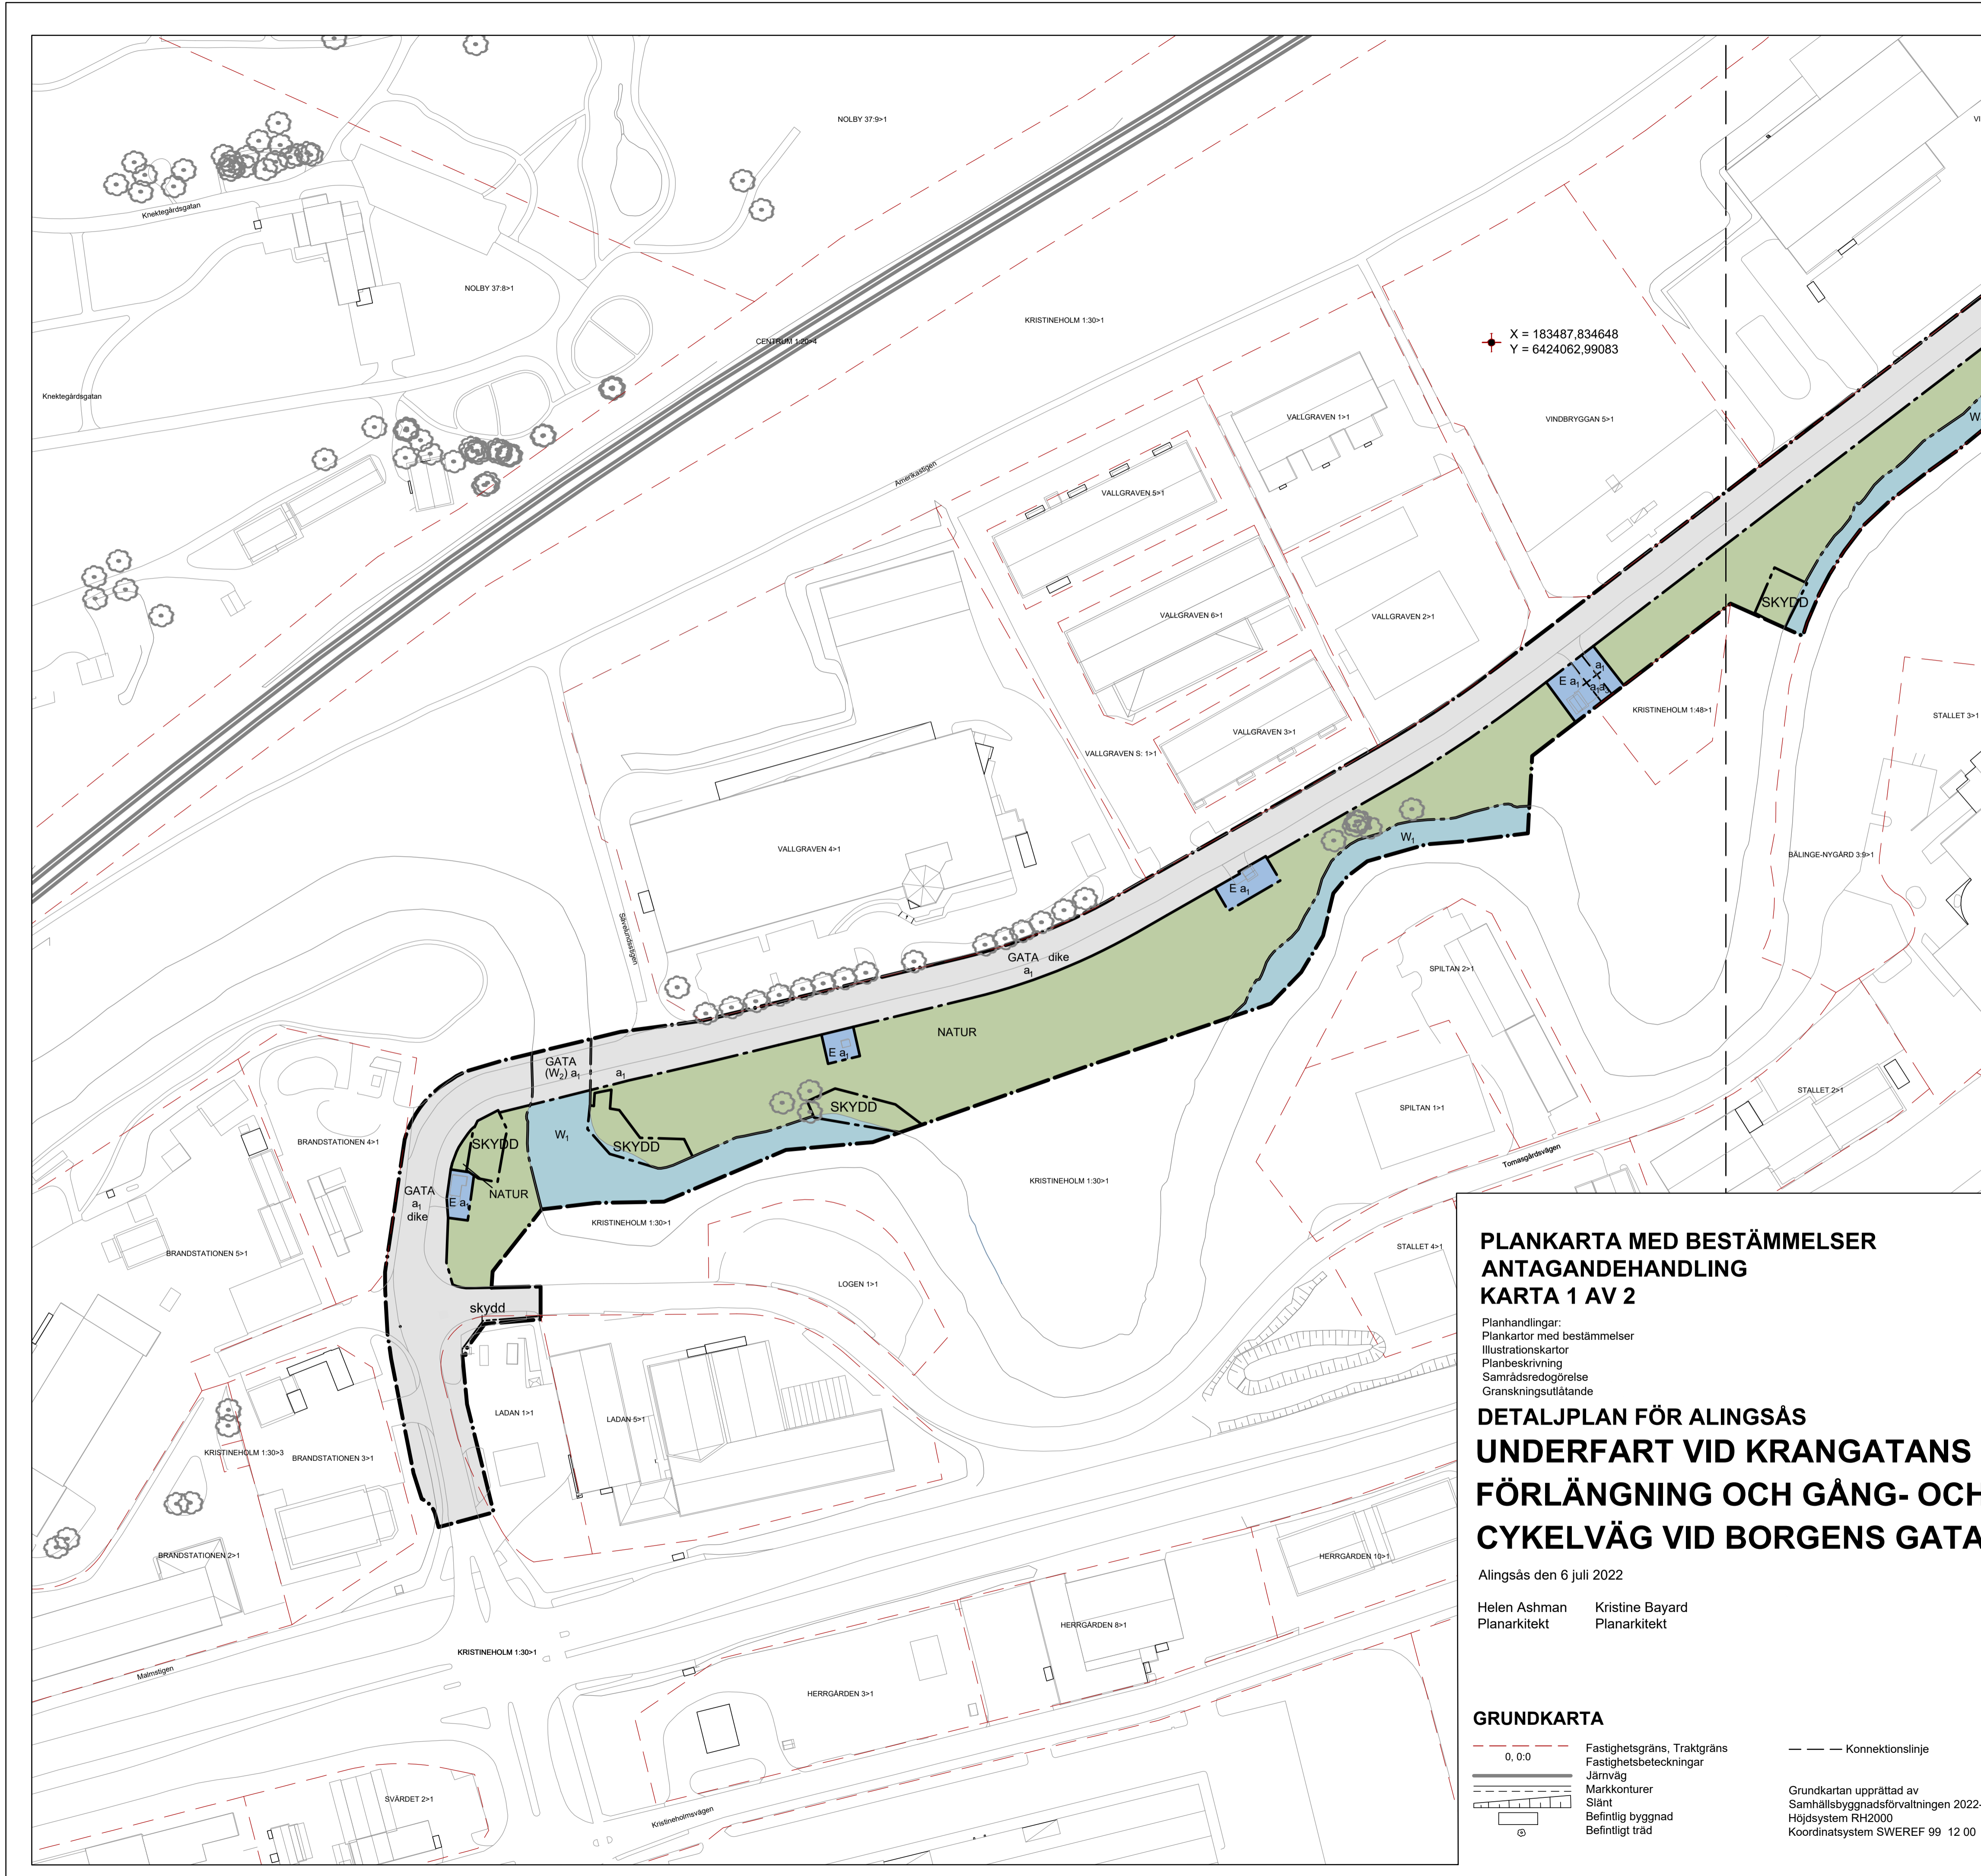 NOLBY 37:9>1
VI
Knektegårdsgatan
NOLBY 37:8>1
KRISTINEHOLM 1:30>1
CENTRUM 1:20>4
X = 183487,834648
Y = 6424062,99083
Knektegårdsgatan
VALLGRAVEN 1>1
VINDBRYGGAN 5>1
W
Amerikastigen
VALLGRAVEN 5>1
SKYDD
VALLGRAVEN 6>1
VALLGRAVEN 2>1
a1
E a1
a1
KRISTINEHOLM 1:48>1
STALLET 3>1
VALLGRAVEN 3>1
VALLGRAVEN S: 1>1
W1
VALLGRAVEN 4>1
BÄLINGE-NYGÅRD 3:9>1
E a1
Sävelundsstigen
GATA dike
a1
SPILTAN 2>1
NATUR
E a1
GATA
(W2) a1
a1
STALLET 2>1
SKYDD
SPILTAN 1>1
W1
SKYDD
SKYDD
BRANDSTATIONEN 4>1
Tomasgårdsvägen
KRISTINEHOLM 1:30>1
GATA
a1
dike
NATUR
E a1
KRISTINEHOLM 1:30>1
BRANDSTATIONEN 5>1
STALLET 4>1
LOGEN 1>1
skydd
LADAN 1>1
LADAN 5>1
KRISTINEHOLM 1:30>3
BRANDSTATIONEN 3>1
BRANDSTATIONEN 2>1
HERRGÅRDEN 10>1
HERRGÅRDEN 8>1
KRISTINEHOLM 1:30>1
Malmstigen
HERRGÅRDEN 3>1
SVÄRDET 2>1
Kristineholmsvägen
PLANKARTA MED BESTÄMMELSER
ANTAGANDEHANDLING
KARTA 1 AV 2
Planhandlingar:
Plankartor med bestämmelser
Illustrationskartor
Planbeskrivning
Samrådsredogörelse
Granskningsutlåtande
DETALJPLAN FÖR ALINGSÅS
UNDERFART VID KRANGATANS
FÖRLÄNGNING OCH GÅNG- OCH
CYKELVÄG VID BORGENS GATA
Alingsås den 6 juli 2022
Helen Ashman Kristine Bayard
Planarkitekt Planarkitekt
GRUNDKARTA
Fastighetsgräns, Traktgräns
0, 0:0 Fastighetsbeteckningar
Järnväg
Markkonturer
Slänt
Befintlig byggnad
Befintligt träd
Konnektionslinje
Grundkartan upprättad av
Samhällsbyggnadsförvaltningen 2022-
Höjdsystem RH2000
Koordinatsystem SWEREF 99 12 00